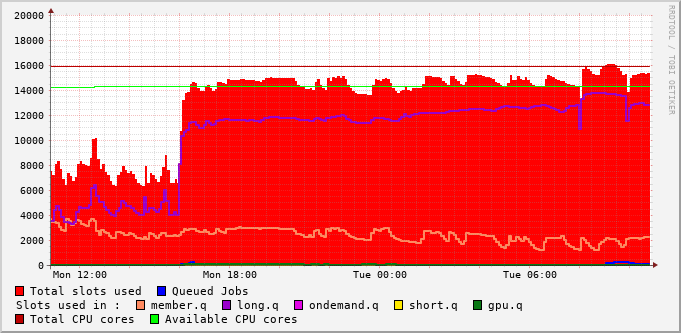 20000
18000
16000
14000
12000
10000
8000
6000
4000
2000
0
Mon 12:00 Mon 18:00 Tue 00:00 Tue 06:00
RRDTOOL / TOBI OETIKER
Total slots used Queued Jobs
Slots used in : member.q long.q ondemand.q short.q gpu.q
Total CPU cores Available CPU cores